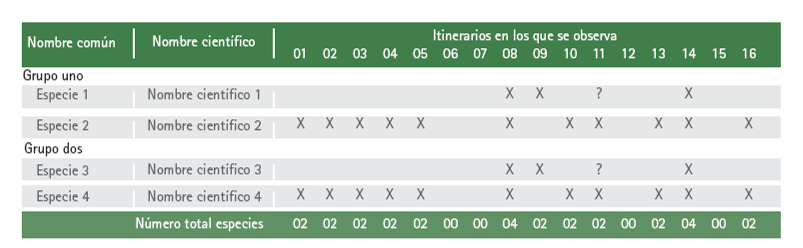 Nombre común Nombre científico Itinerarios en los que se observa
01 02 03 04 05 06 07 08 09 10 11 12 13 14 15 16
Grupo uno
Especie 1 Nombre científico 1 X X ? X
Especie 2 Nombre científico 2 X X X X X X X X X X X
Grupo dos
Especie 3 Nombre científico 3 X X ? X
Especie 4 Nombre científico 4 X X X X X X X X X X X
Número total especies 02 02 02 02 02 00 00 04 02 02 02 00 02 04 00 02